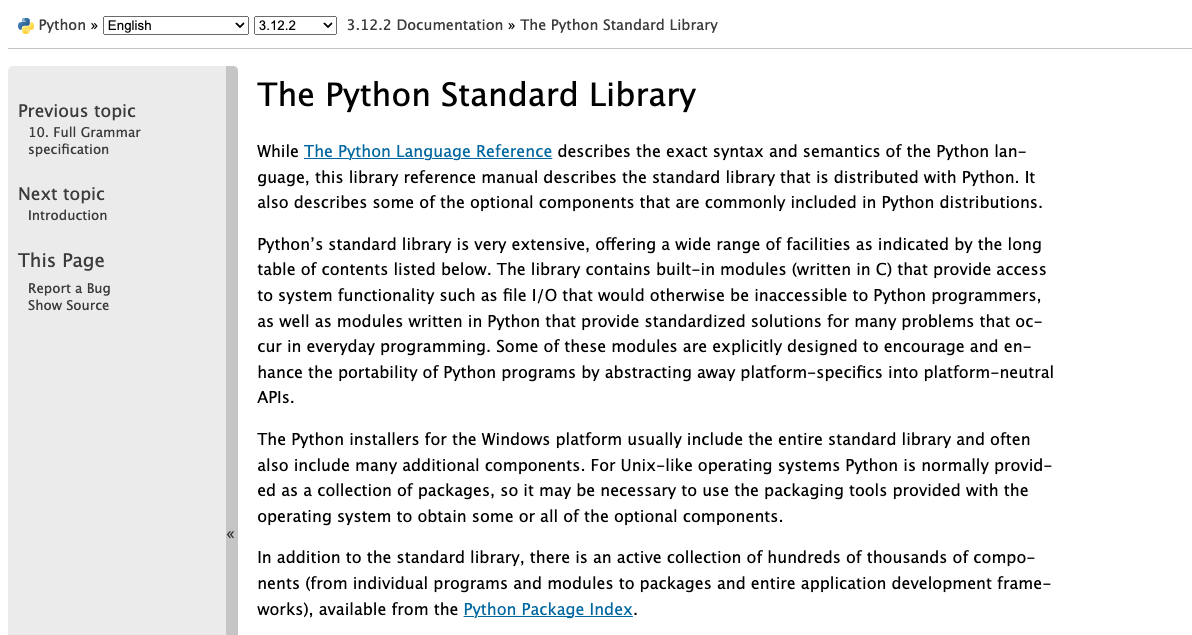 Python » English 3.12.2 3.12.2 Documentation » The Python Standard Library
Previous topic
10. Full Grammar
specification
Next topic
Introduction
This Page
Report a Bug
Show Source
«
The Python Standard Library
While The Python Language Reference describes the exact syntax and semantics of the Python lan-
guage, this library reference manual describes the standard library that is distributed with Python. It
also describes some of the optional components that are commonly included in Python distributions.
Python’s standard library is very extensive, offering a wide range of facilities as indicated by the long
table of contents listed below. The library contains built-in modules (written in C) that provide access
to system functionality such as file I/O that would otherwise be inaccessible to Python programmers,
as well as modules written in Python that provide standardized solutions for many problems that oc-
cur in everyday programming. Some of these modules are explicitly designed to encourage and en-
hance the portability of Python programs by abstracting away platform-specifics into platform-neutral
APIs.
The Python installers for the Windows platform usually include the entire standard library and often
also include many additional components. For Unix-like operating systems Python is normally provid-
ed as a collection of packages, so it may be necessary to use the packaging tools provided with the
operating system to obtain some or all of the optional components.
In addition to the standard library, there is an active collection of hundreds of thousands of compo-
nents (from individual programs and modules to packages and entire application development frame-
works), available from the Python Package Index.